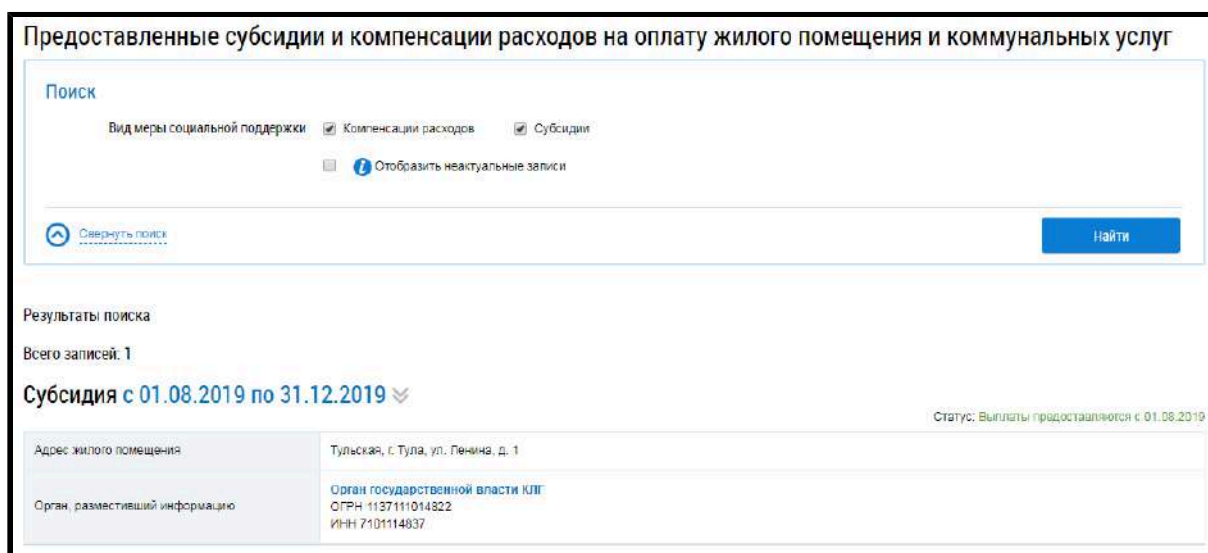 Предоставленные субсидии и компенсации расходов на оплату жилого помещения и коммунальных услуг
Поиск
Вид меры социальной поддержки Компенсации расходов Субсидии
Отобразить неактуальные записи
Свернуть поиск Найти
Результаты поиска
Всего записей: 1
Субсидия с 01.08.2019 по 31.12.2019
Статус: Выплаты предоставляются с 01.08.2019
Адрес жилого помещения Тульская, г. Тула, ул. Ленина, д. 1
Орган, разместивший информацию Орган государственной власти КЛГ
ОГРН 1137111014822
ИНН 7101114837